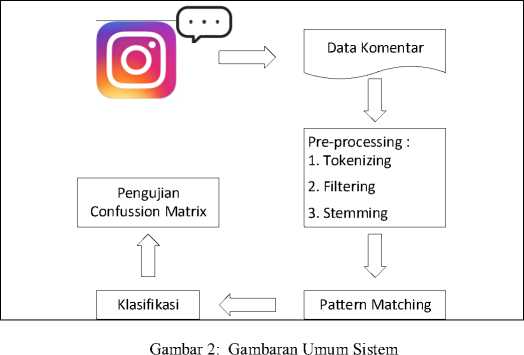 Data Komentar
Pre-processing :
1. Tokenizing
2. Filtering
3. Stemming
Pattern Matching
Klasifikasi
Pengujian
Confussion Matrix
Gambar 2: Gambaran Umum Sistem